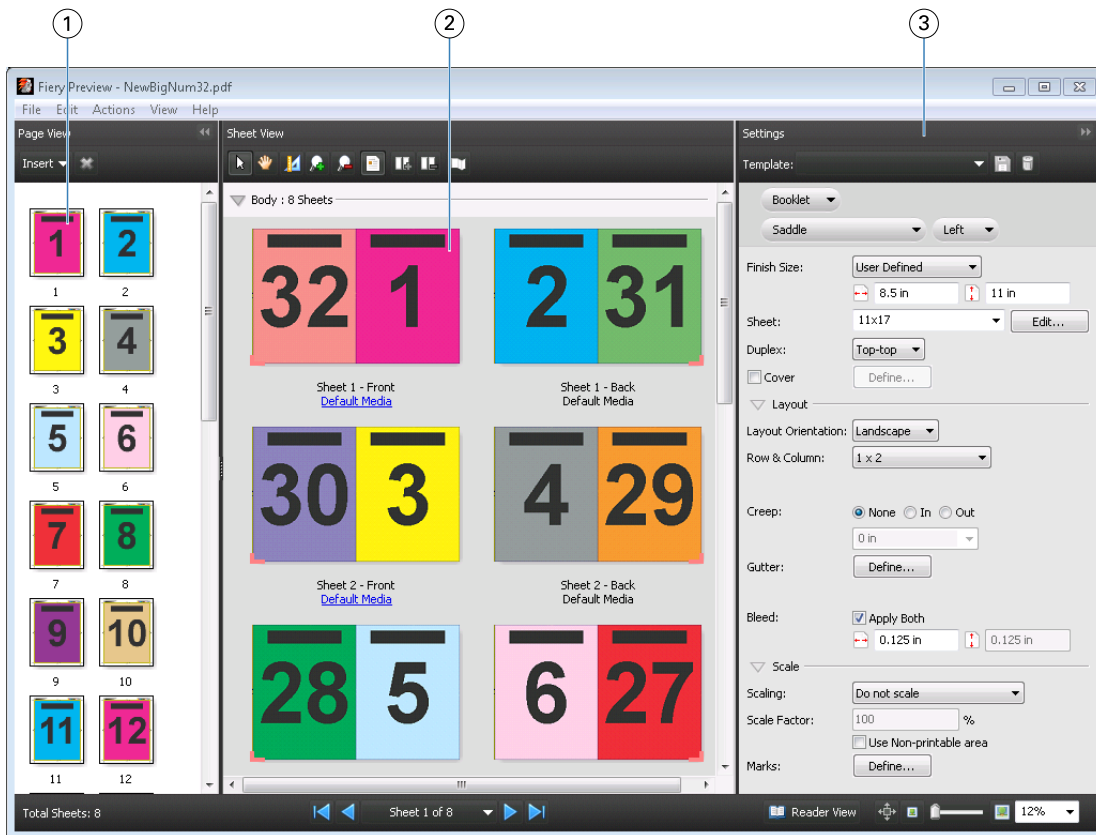 1 2 3
Fiery Preview - NewBigNum32.pdf
File Edit Actions View Help
Page View
Insert
1 2
1 2
3 4
3 4
5 6
5 6
7 8
7 8
9 10
9 10
11 12
11 12
Sheet View
Body : 8 Sheets
32 1 2 31
Sheet 1 - Front Sheet 1 - Back
Default Media Default Media
30 3 4 29
Sheet 2 - Front Sheet 2 - Back
Default Media Default Media
28 5 6 27
Settings
Template:
Booklet
Saddle Left
Finish Size: User Defined
8.5 in 11 in
Sheet: 11x17 Edit...
Duplex: Top-top
Cover Define...
Layout
Layout Orientation: Landscape
Row & Column: 1 x 2
Creep: None In Out
0 in
Gutter: Define...
Bleed: Apply Both
0.125 in 0.125 in
Scale
Scaling: Do not scale
Scale Factor: 100 %
Use Non-printable area
Marks: Define...
Total Sheets: 8 Sheet 1 of 8 Reader View 12%